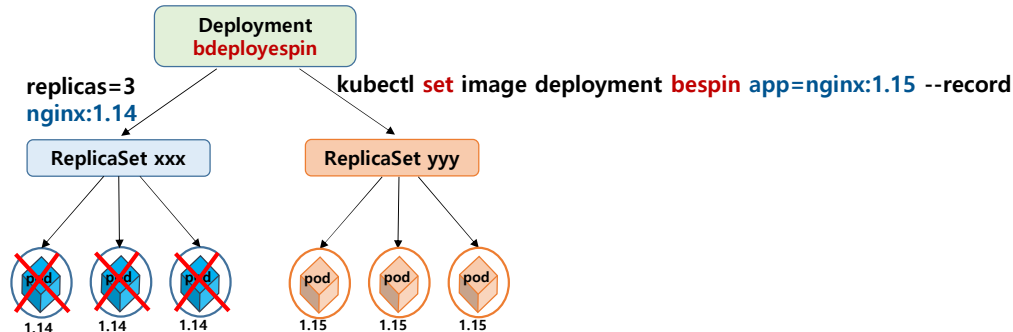 Deployment
bdeployespin
replicas=3
nginx:1.14
kubectl set image deployment bespin app=nginx:1.15 --record
ReplicaSet xxx
ReplicaSet yyy
pod pod pod pod pod pod
1.14 1.14 1.14 1.15 1.15 1.15